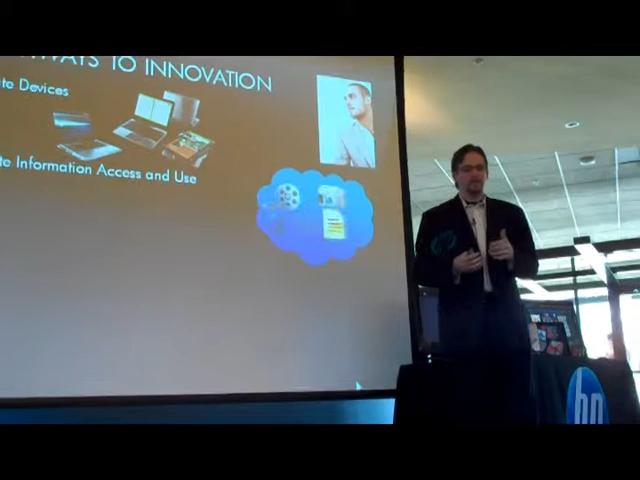 TO INNOVATION
Devices
Information Access and Use
hp